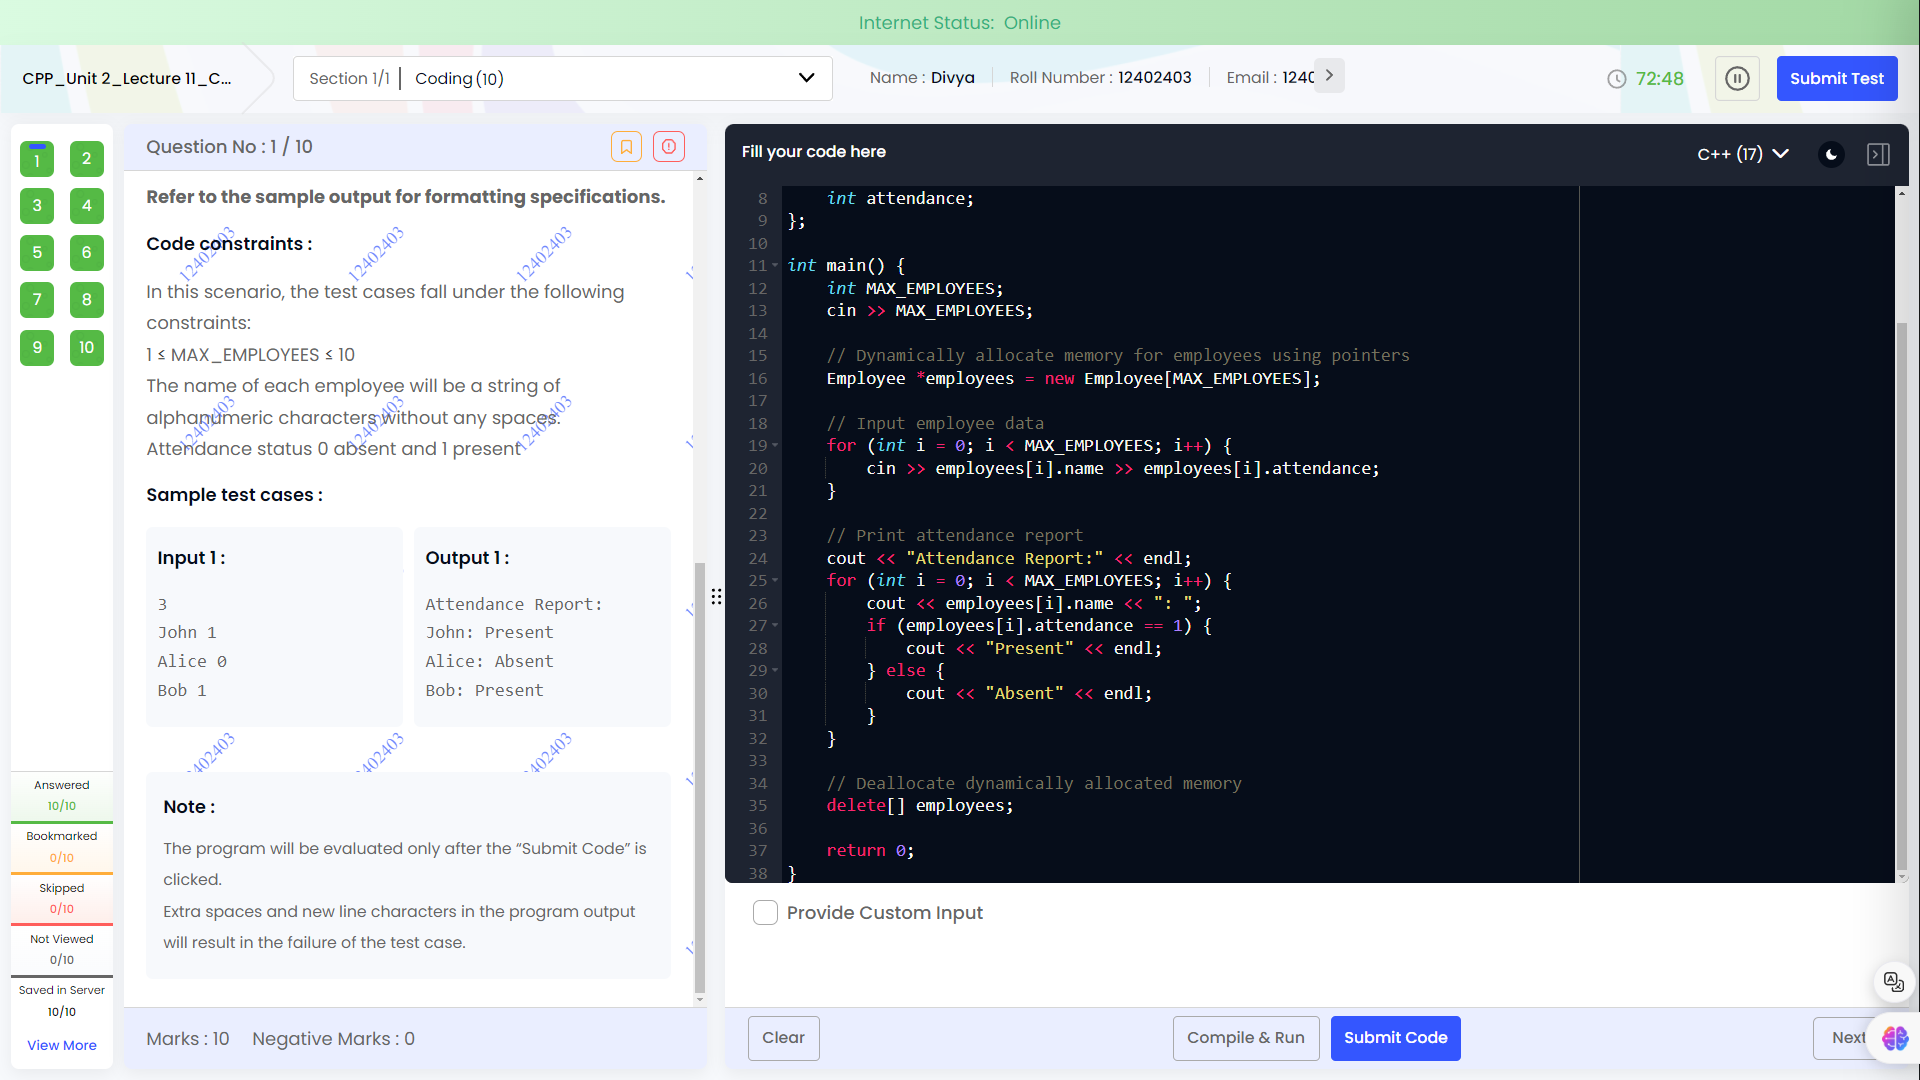 Internet Status: Online
CPP_Unit 2_Lecture 11_C...
Section 1/1 | Coding (10)
Name : Divya
Roll Number : 12402403
Email : 1240
72:48
Submit Test
1 2
3 4
5 6
7 8
9 10
Answered
10/10
Bookmarked
0/10
Skipped
0/10
Not Viewed
0/10
Saved in Server
10/10
View More
Question No : 1 / 10
Refer to the sample output for formatting specifications.
Code constraints :
In this scenario, the test cases fall under the following
constraints:
1 ≤ MAX_EMPLOYEES ≤ 10
The name of each employee will be a string of
alphanumeric characters without any spaces.
Attendance status 0 absent and 1 present
12402403 12402403 12402403
12402403 12402403 12402403
Sample test cases :
Input 1 :
3
John 1
Alice 0
Bob 1
Output 1 :
Attendance Report:
John: Present
Alice: Absent
Bob: Present
402403 402403 402403
Note :
The program will be evaluated only after the “Submit Code” is
clicked.
Extra spaces and new line characters in the program output
will result in the failure of the test case.
Marks : 10 Negative Marks : 0
Fill your code here
C++ (17)
8 int attendance;
9 };
10
11 int main() {
12 int MAX_EMPLOYEES;
13 cin >> MAX_EMPLOYEES;
14
15 // Dynamically allocate memory for employees using pointers
16 Employee *employees = new Employee[MAX_EMPLOYEES];
17
18 // Input employee data
19 for (int i = 0; i < MAX_EMPLOYEES; i++) {
20 cin >> employees[i].name >> employees[i].attendance;
21 }
22
23 // Print attendance report
24 cout << "Attendance Report:" << endl;
25 for (int i = 0; i < MAX_EMPLOYEES; i++) {
26 cout << employees[i].name << ": ";
27 if (employees[i].attendance == 1) {
28 cout << "Present" << endl;
29 } else {
30 cout << "Absent" << endl;
31 }
32 }
33
34 // Deallocate dynamically allocated memory
35 delete[] employees;
36
37 return 0;
38 }
Provide Custom Input
Clear
Compile & Run
Submit Code
Next